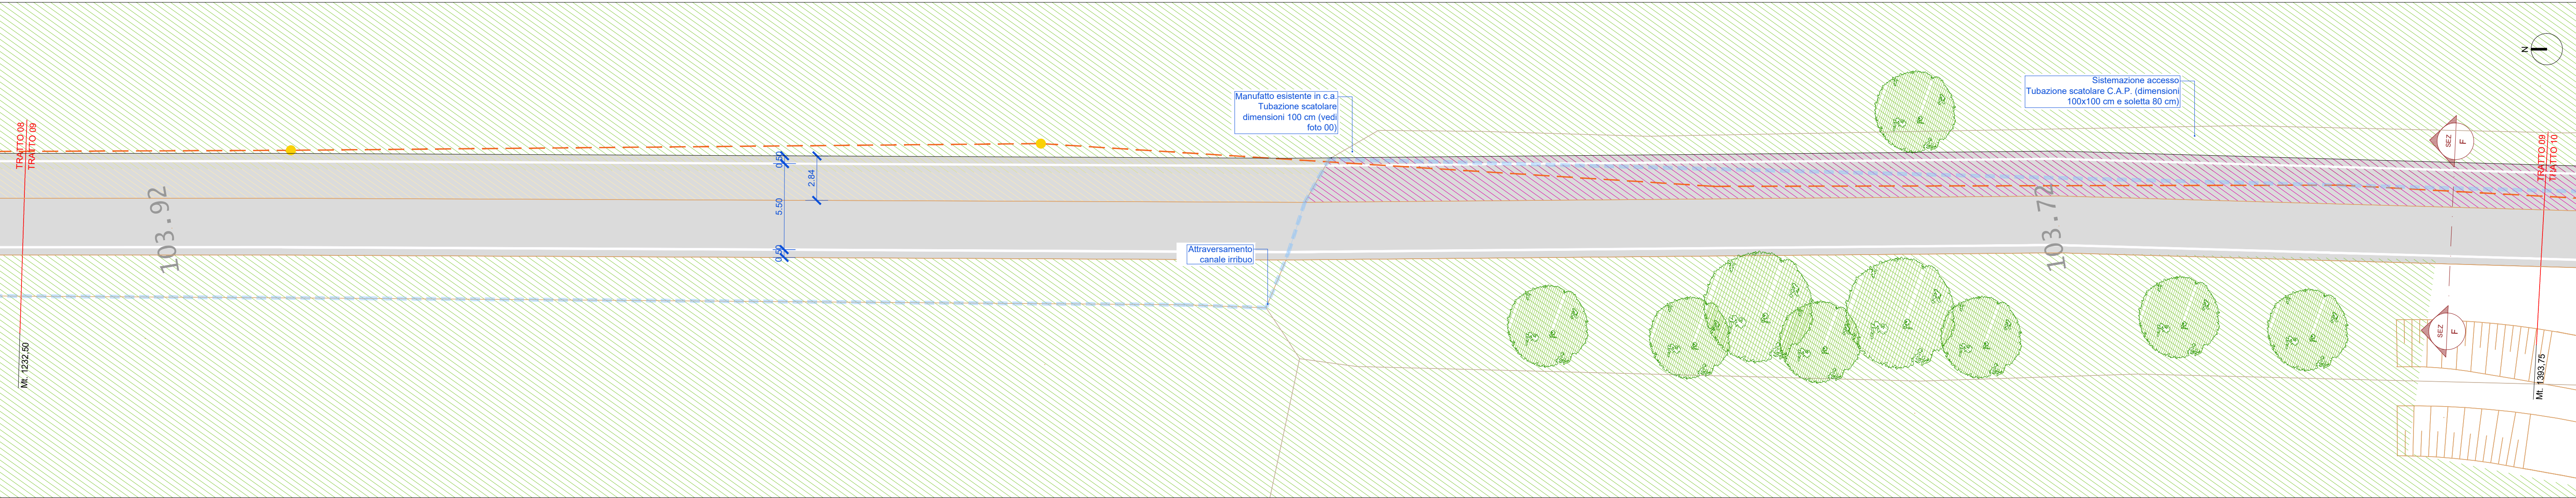 TRATTO 08
TRATTO 09
Mt. 1232,50
103.92
0.50
5.50
0.50
2.84
Manufatto esistente in c.a.
Tubazione scatolare
dimensioni 100 cm (vedi
foto 00)
Attraversamento
canale irribuo
Sistemazione accesso
Tubazione scatolare C.A.P. (dimensioni
100x100 cm e soletta 80 cm)
103.72
N
SEZ
F
SEZ
F
TRATTO 09
TRATTO 10
Mt. 1393,75